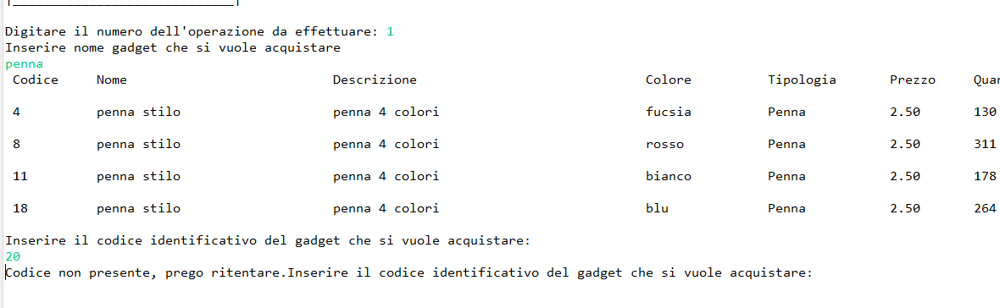 Digitare il numero dell'operazione da effettuare: 1
Inserire nome gadget che si vuole acquistare
penna
Codice Nome Descrizione Colore Tipologia Prezzo
4 penna stilo penna 4 colori fucsia Penna 2.50 130
8 penna stilo penna 4 colori rosso Penna 2.50 311
11 penna stilo penna 4 colori bianco Penna 2.50 178
18 penna stilo penna 4 colori blu Penna 2.50 264
Inserire il codice identificativo del gadget che si vuole acquistare:
20
Codice non presente, prego ritentare.Inserire il codice identificativo del gadget che si vuole acquistare: